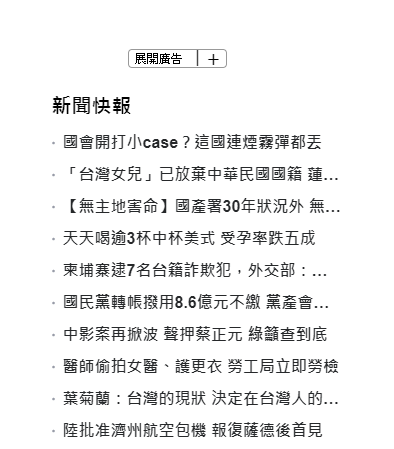 展開廣告 | +
新聞快報
國會開打小case？這國連煙霧彈都丟
「台灣女兒」已放棄中華民國國籍 蓮...
【無主地害命】國產署30年狀況外 無...
天天喝逾3杯中杯美式 受孕率跌五成
柬埔寨逮7名台籍詐欺犯，外交部：...
國民黨轉帳撥用8.6億元不繳 黨產會...
中影案再掀波 聲押蔡正元 綠籲查到底
醫師偷拍女醫、護更衣 勞工局立即勞檢
葉菊蘭：台灣的現狀 決定在台灣人的...
陸批准濟州航空包機 報復薩德後首見